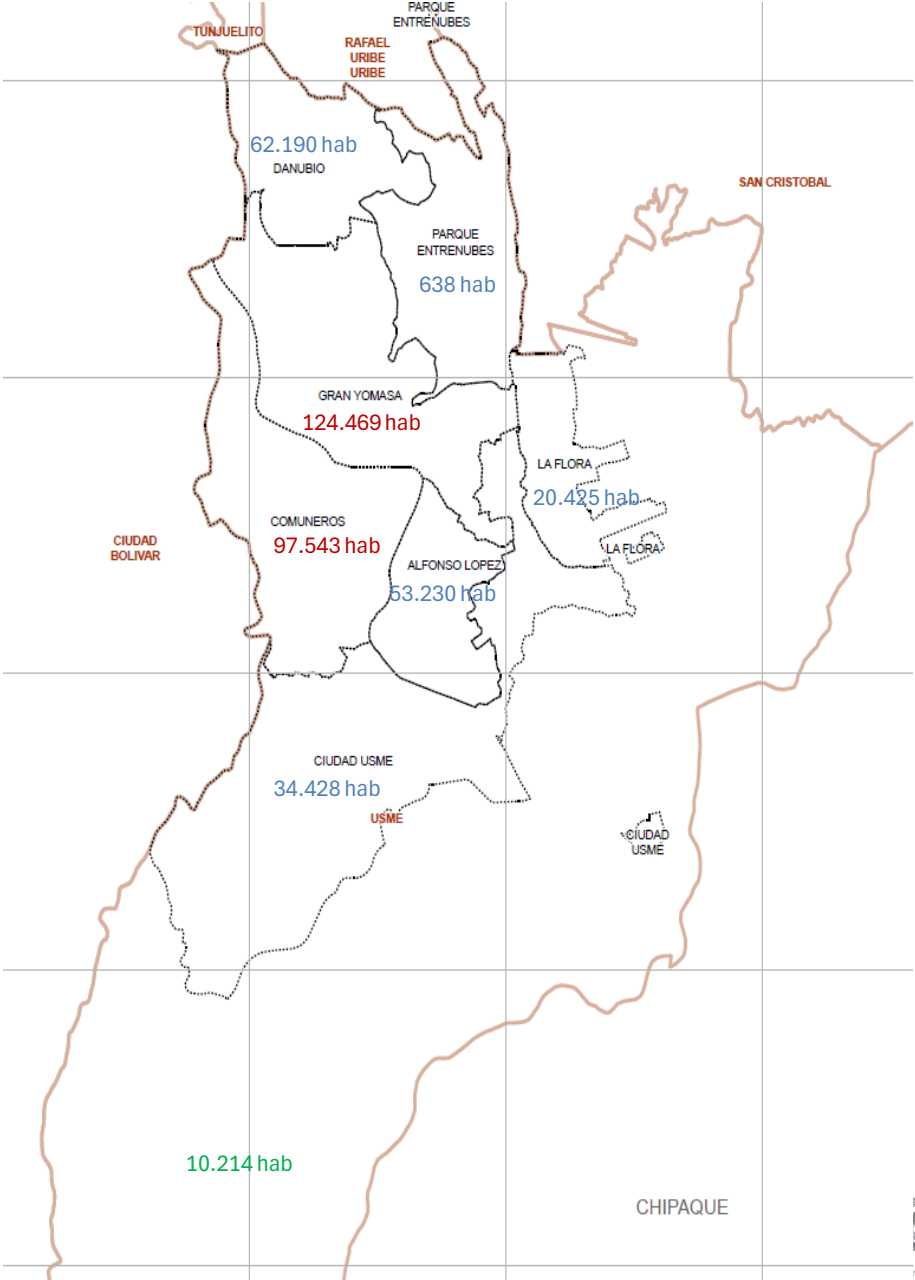 PARQUE
ENTRENUBES
TUNJUELITO
RAFAEL
URIBE
URIBE
62.190 hab
DANUBIO
SAN CRISTOBAL
PARQUE
ENTRENUBES
638 hab
GRAN YOMASA
124.469 hab
LA FLORA
20.425 hab
COMUNEROS
97.543 hab
CIUDAD
BOLIVAR
LA FLORA
ALFONSO LOPEZ
53.230 hab
CIUDAD USME
34.428 hab
USME
CIUDAD
USME
10.214 hab
CHIPAQUE